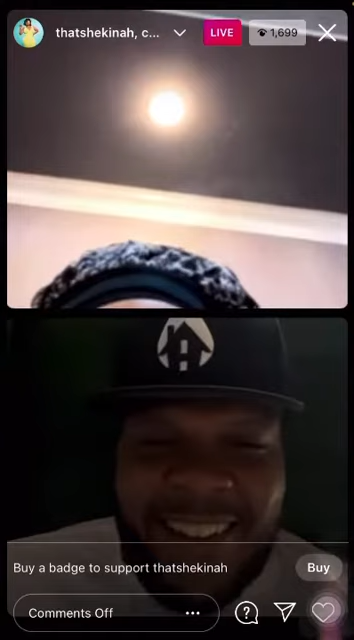 thatshekinah, c...
LIVE
1,699
Buy a badge to support thatshekinah
Buy
Comments Off